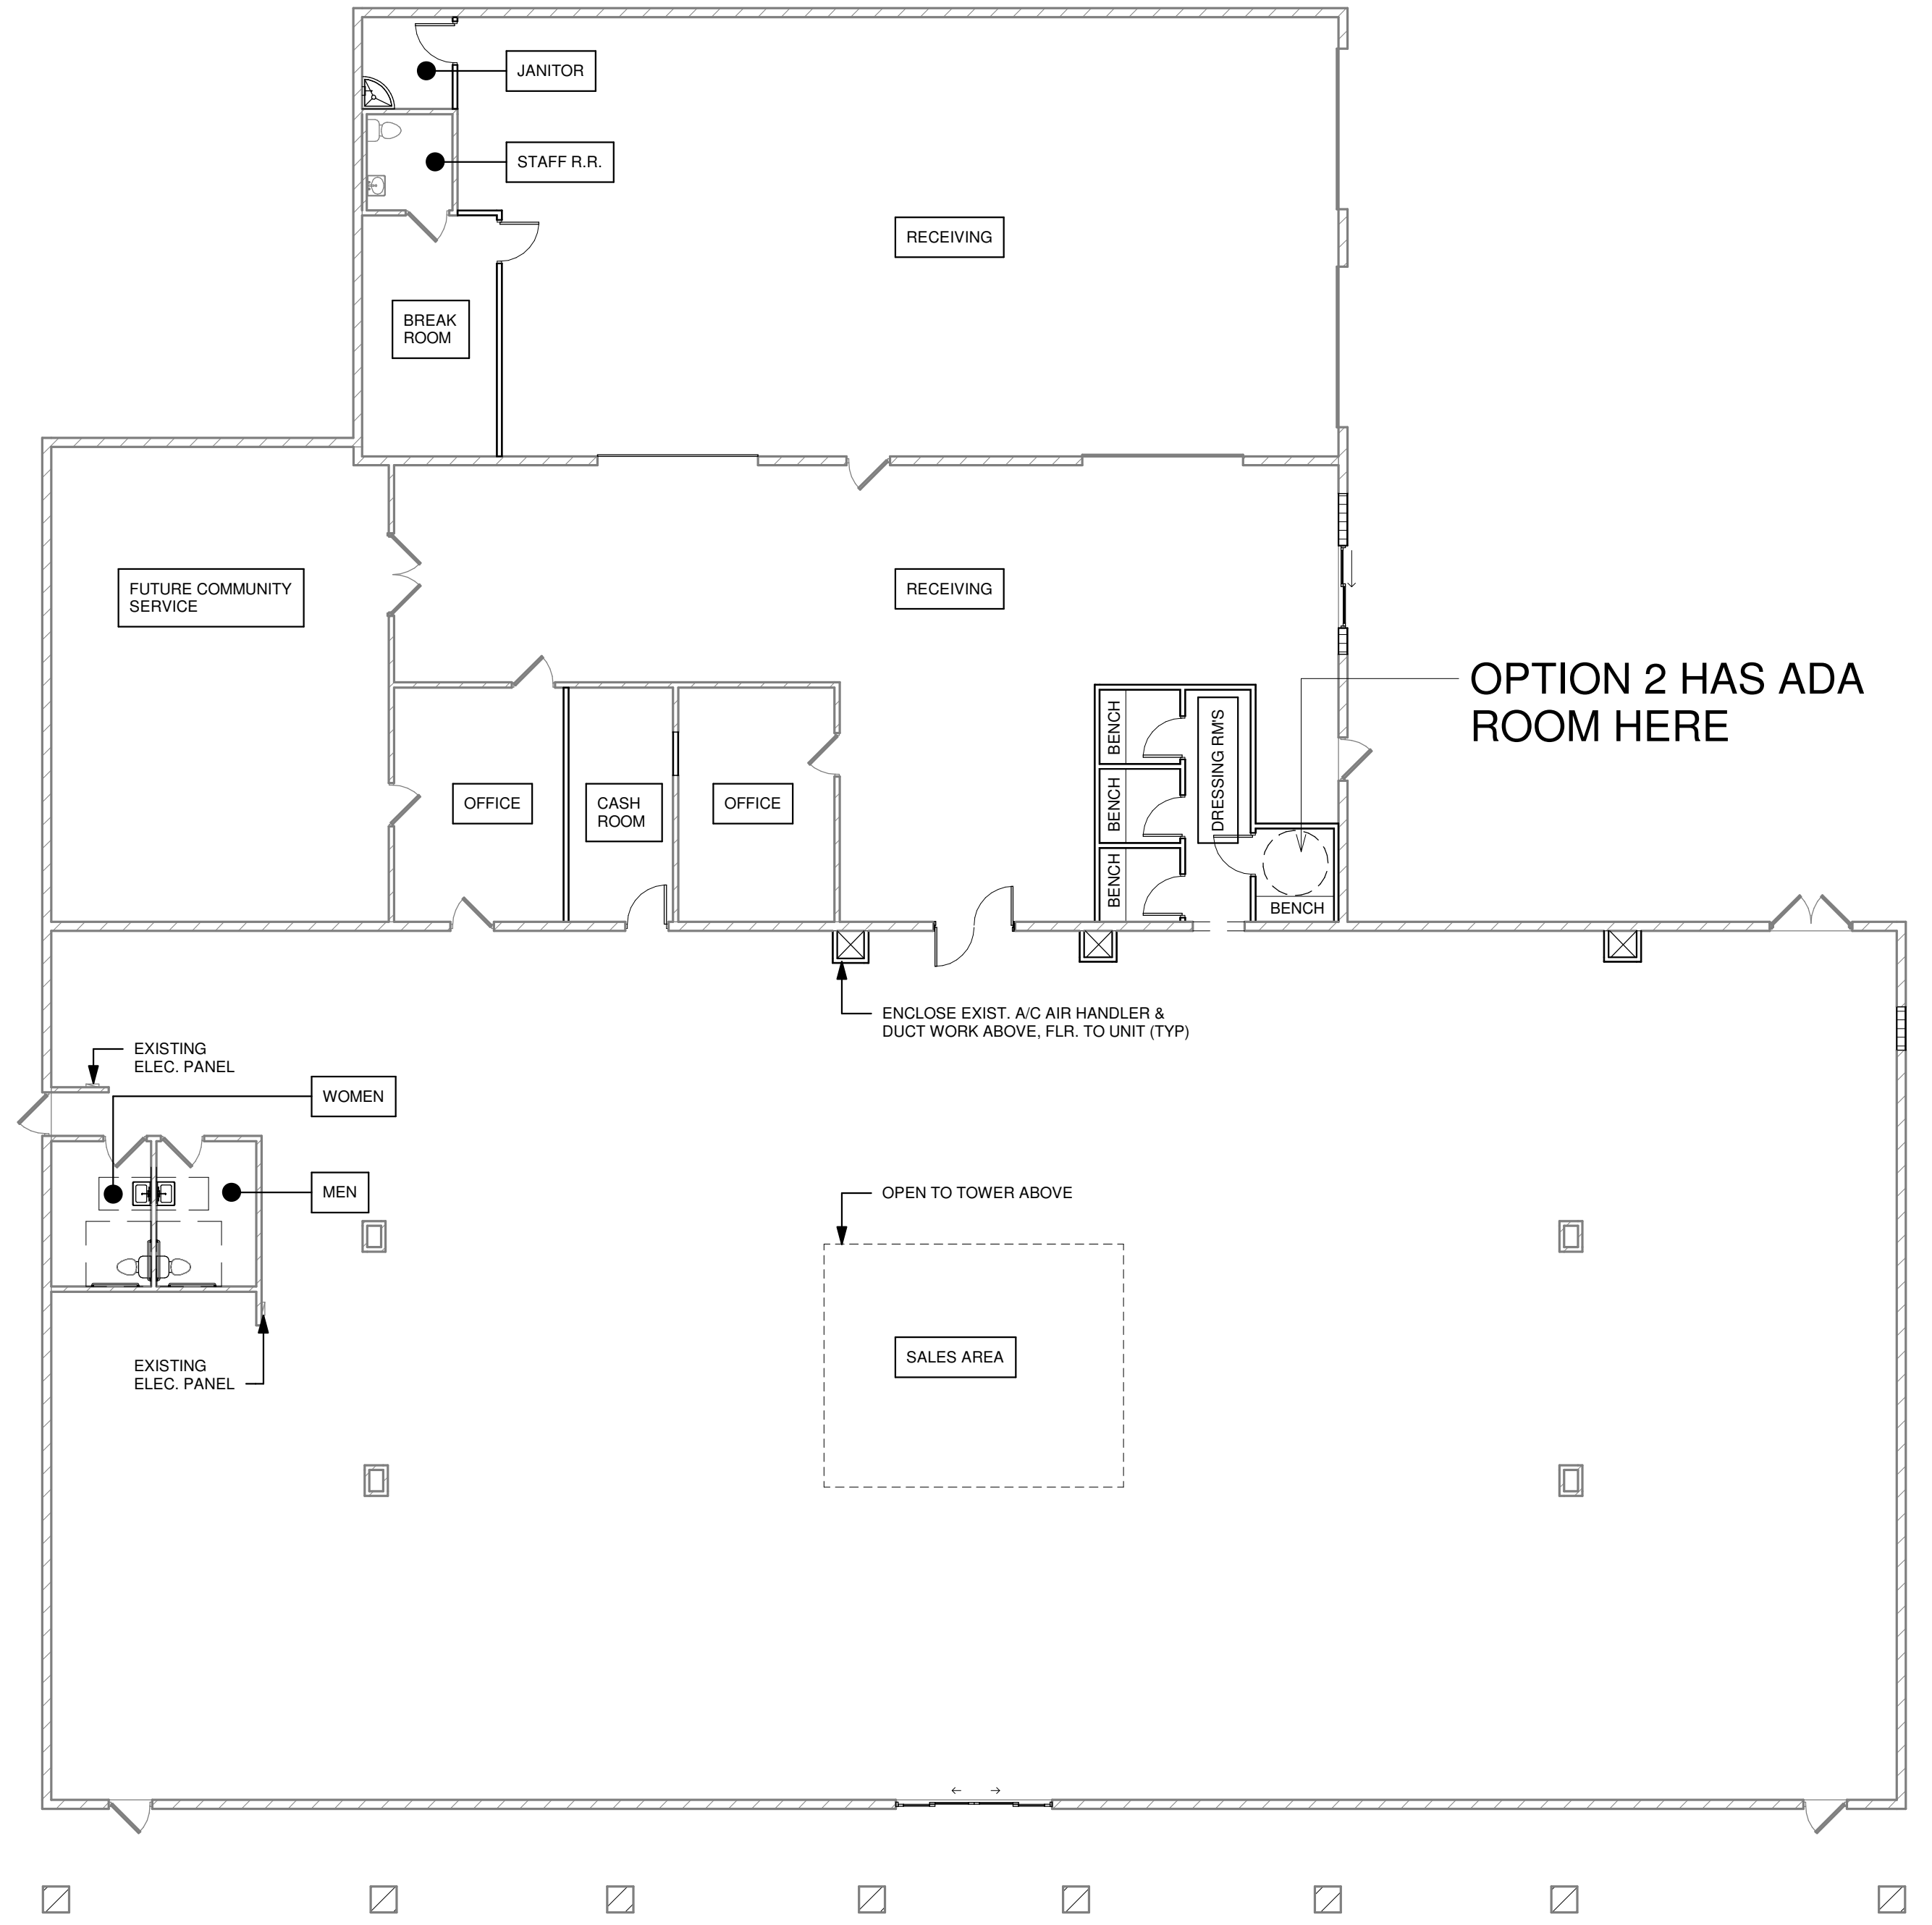 JANITOR
STAFF R.R.
RECEIVING
BREAK
ROOM
FUTURE COMMUNITY
SERVICE
RECEIVING
OPTION 2 HAS ADA
ROOM HERE
OFFICE
CASH
ROOM
OFFICE
BENCH
BENCH
BENCH
DRESSING RM'S
BENCH
ENCLOSE EXIST. A/C AIR HANDLER &
DUCT WORK ABOVE, FLR. TO UNIT (TYP)
EXISTING
ELEC. PANEL
WOMEN
MEN
OPEN TO TOWER ABOVE
SALES AREA
EXISTING
ELEC. PANEL